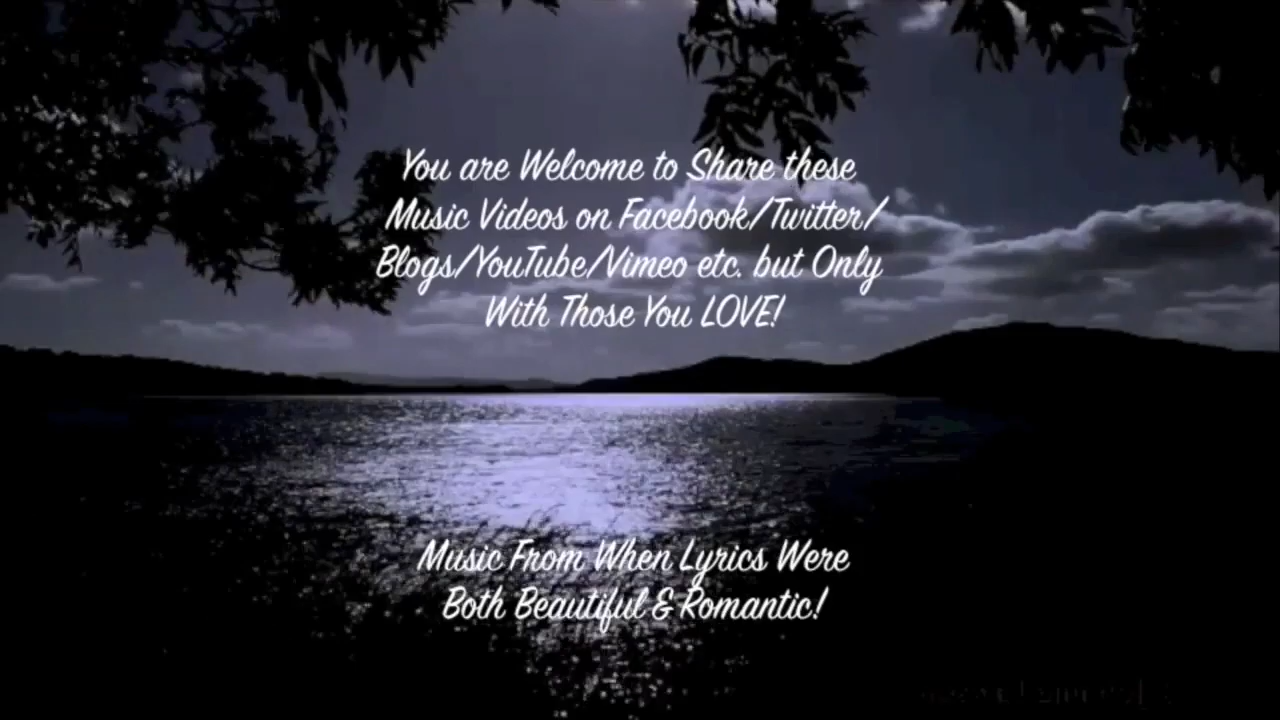 You are Welcome to Share these
Music Videos on Facebook/Twitter/
Blogs/YouTube/Vimeo etc. but Only
With Those You LOVE!
Music From When Lyrics Were
Both Beautiful & Romantic!